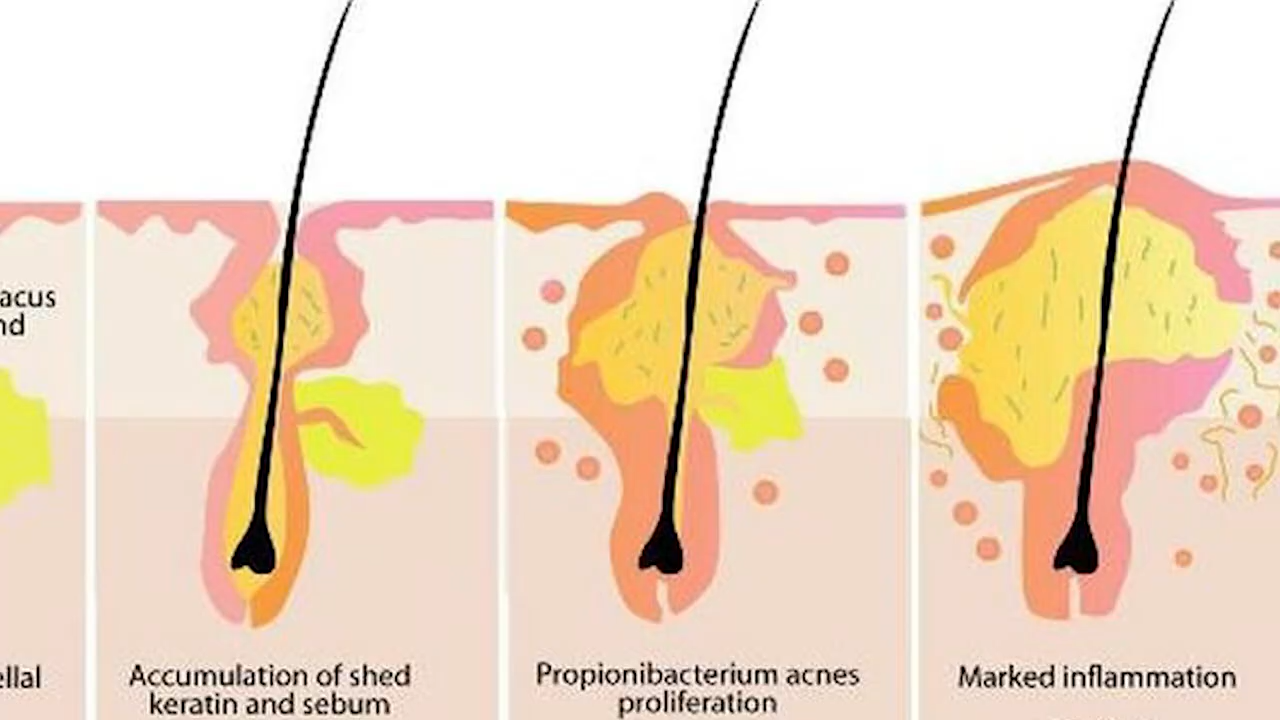 acus
nd
ellal
Accumulation of shed
keratin and sebum
Propionibacterium acnes
proliferation
Marked inflammation